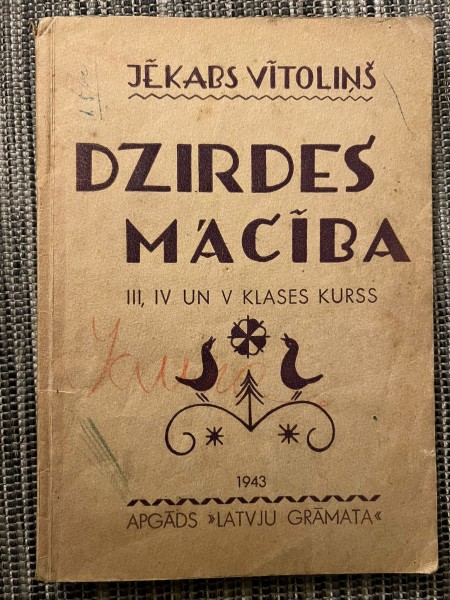 JĒKABS VĪTOLIŅŠ
DZIRDES
MĀCĪBA
III, IV UN V KLASES KURSS
1943
APGĀDS »LATVJU GRĀMATA«